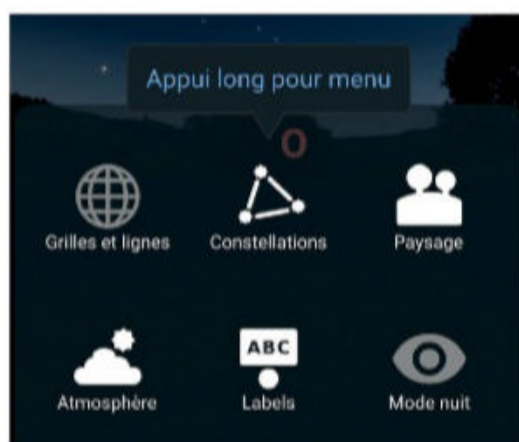 Appui long pour menu
O
Grilles et lignes
Constellations
Paysage
ABC
Atmosphère
Labels
Mode nuit